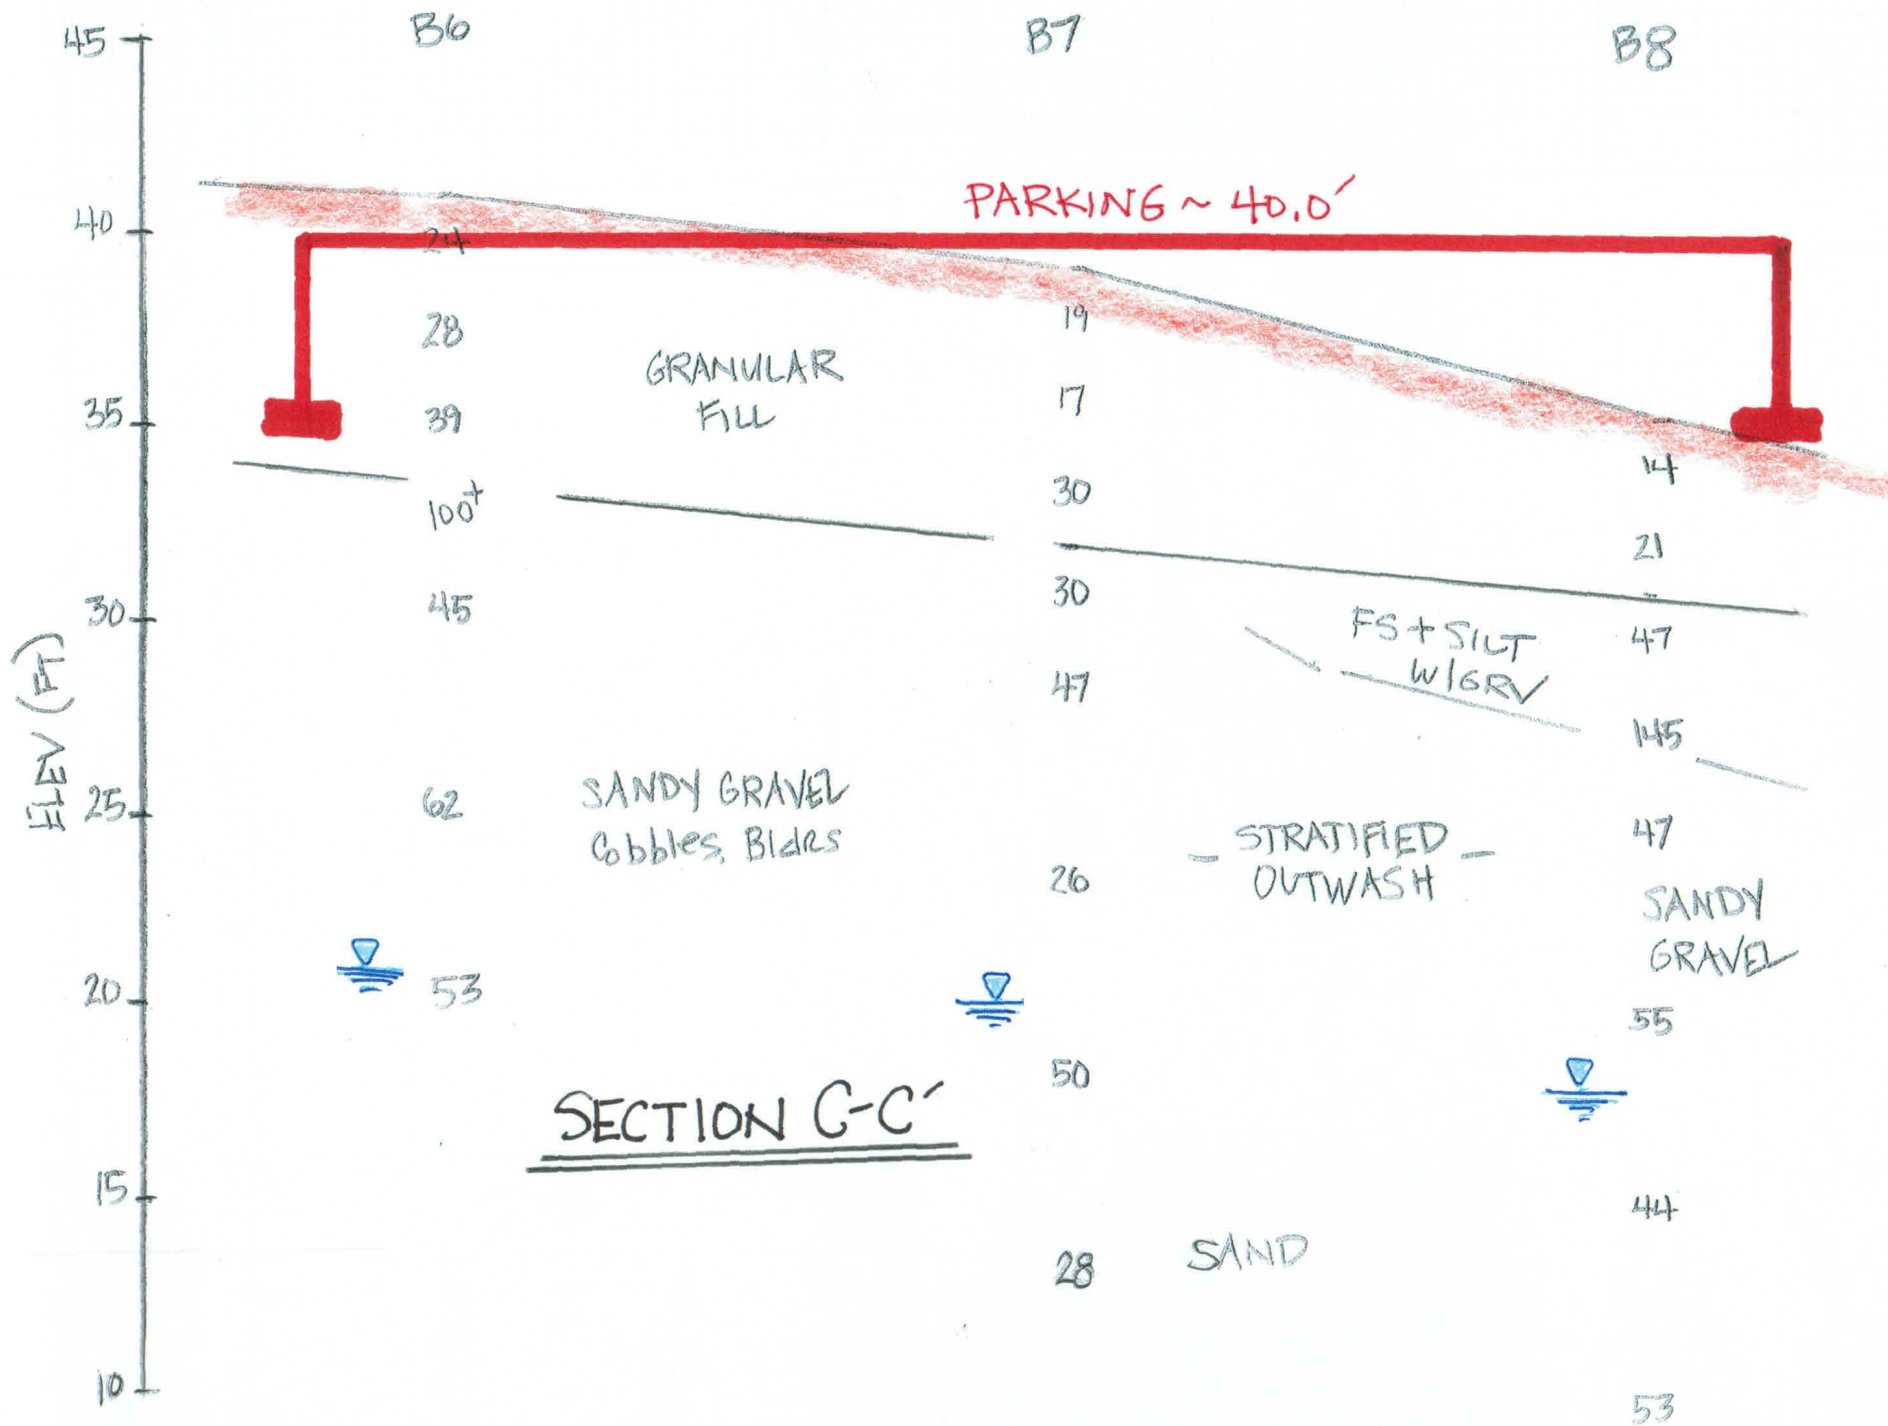 B6
B7
B8
45
PARKING ~ 40.0′
40
24
28
19
GRANULAR
FILL
17
35
39
14
100+
30
21
30
30
45
FS + SILT
W/GRV
47
47
145
ELEV (FT)
25
62
SANDY GRAVEL
Cobbles, Bldrs
STRATIFIED
OUTWASH
47
26
SANDY
GRAVEL
20
53
55
50
SECTION C-C′
15
44
28
SAND
10
53